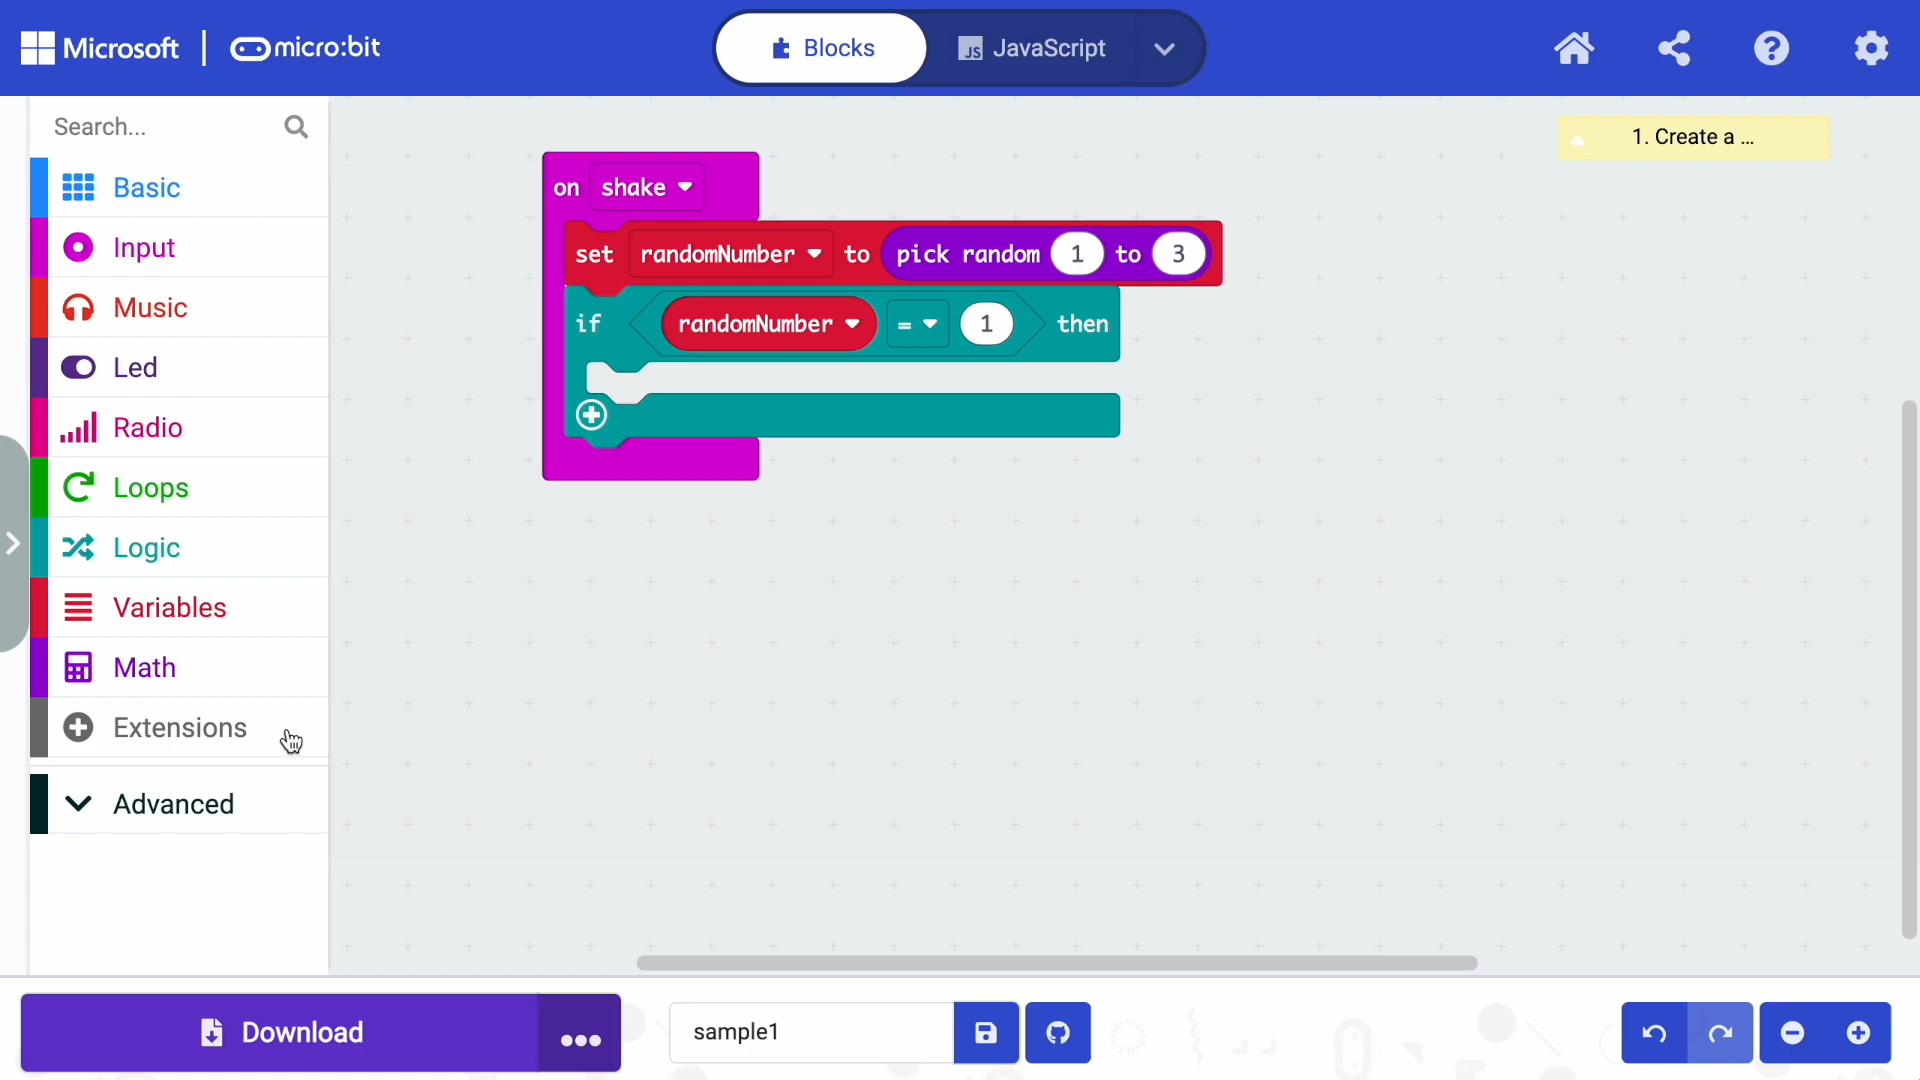 Microsoft | micro:bit
Blocks
JS JavaScript
Search...
1. Create a ...
Basic
Input
Music
Led
Radio
Loops
Logic
Variables
Math
Extensions
Advanced
on shake
set randomNumber to pick random 1 to 3
if randomNumber = 1 then
Download
sample1